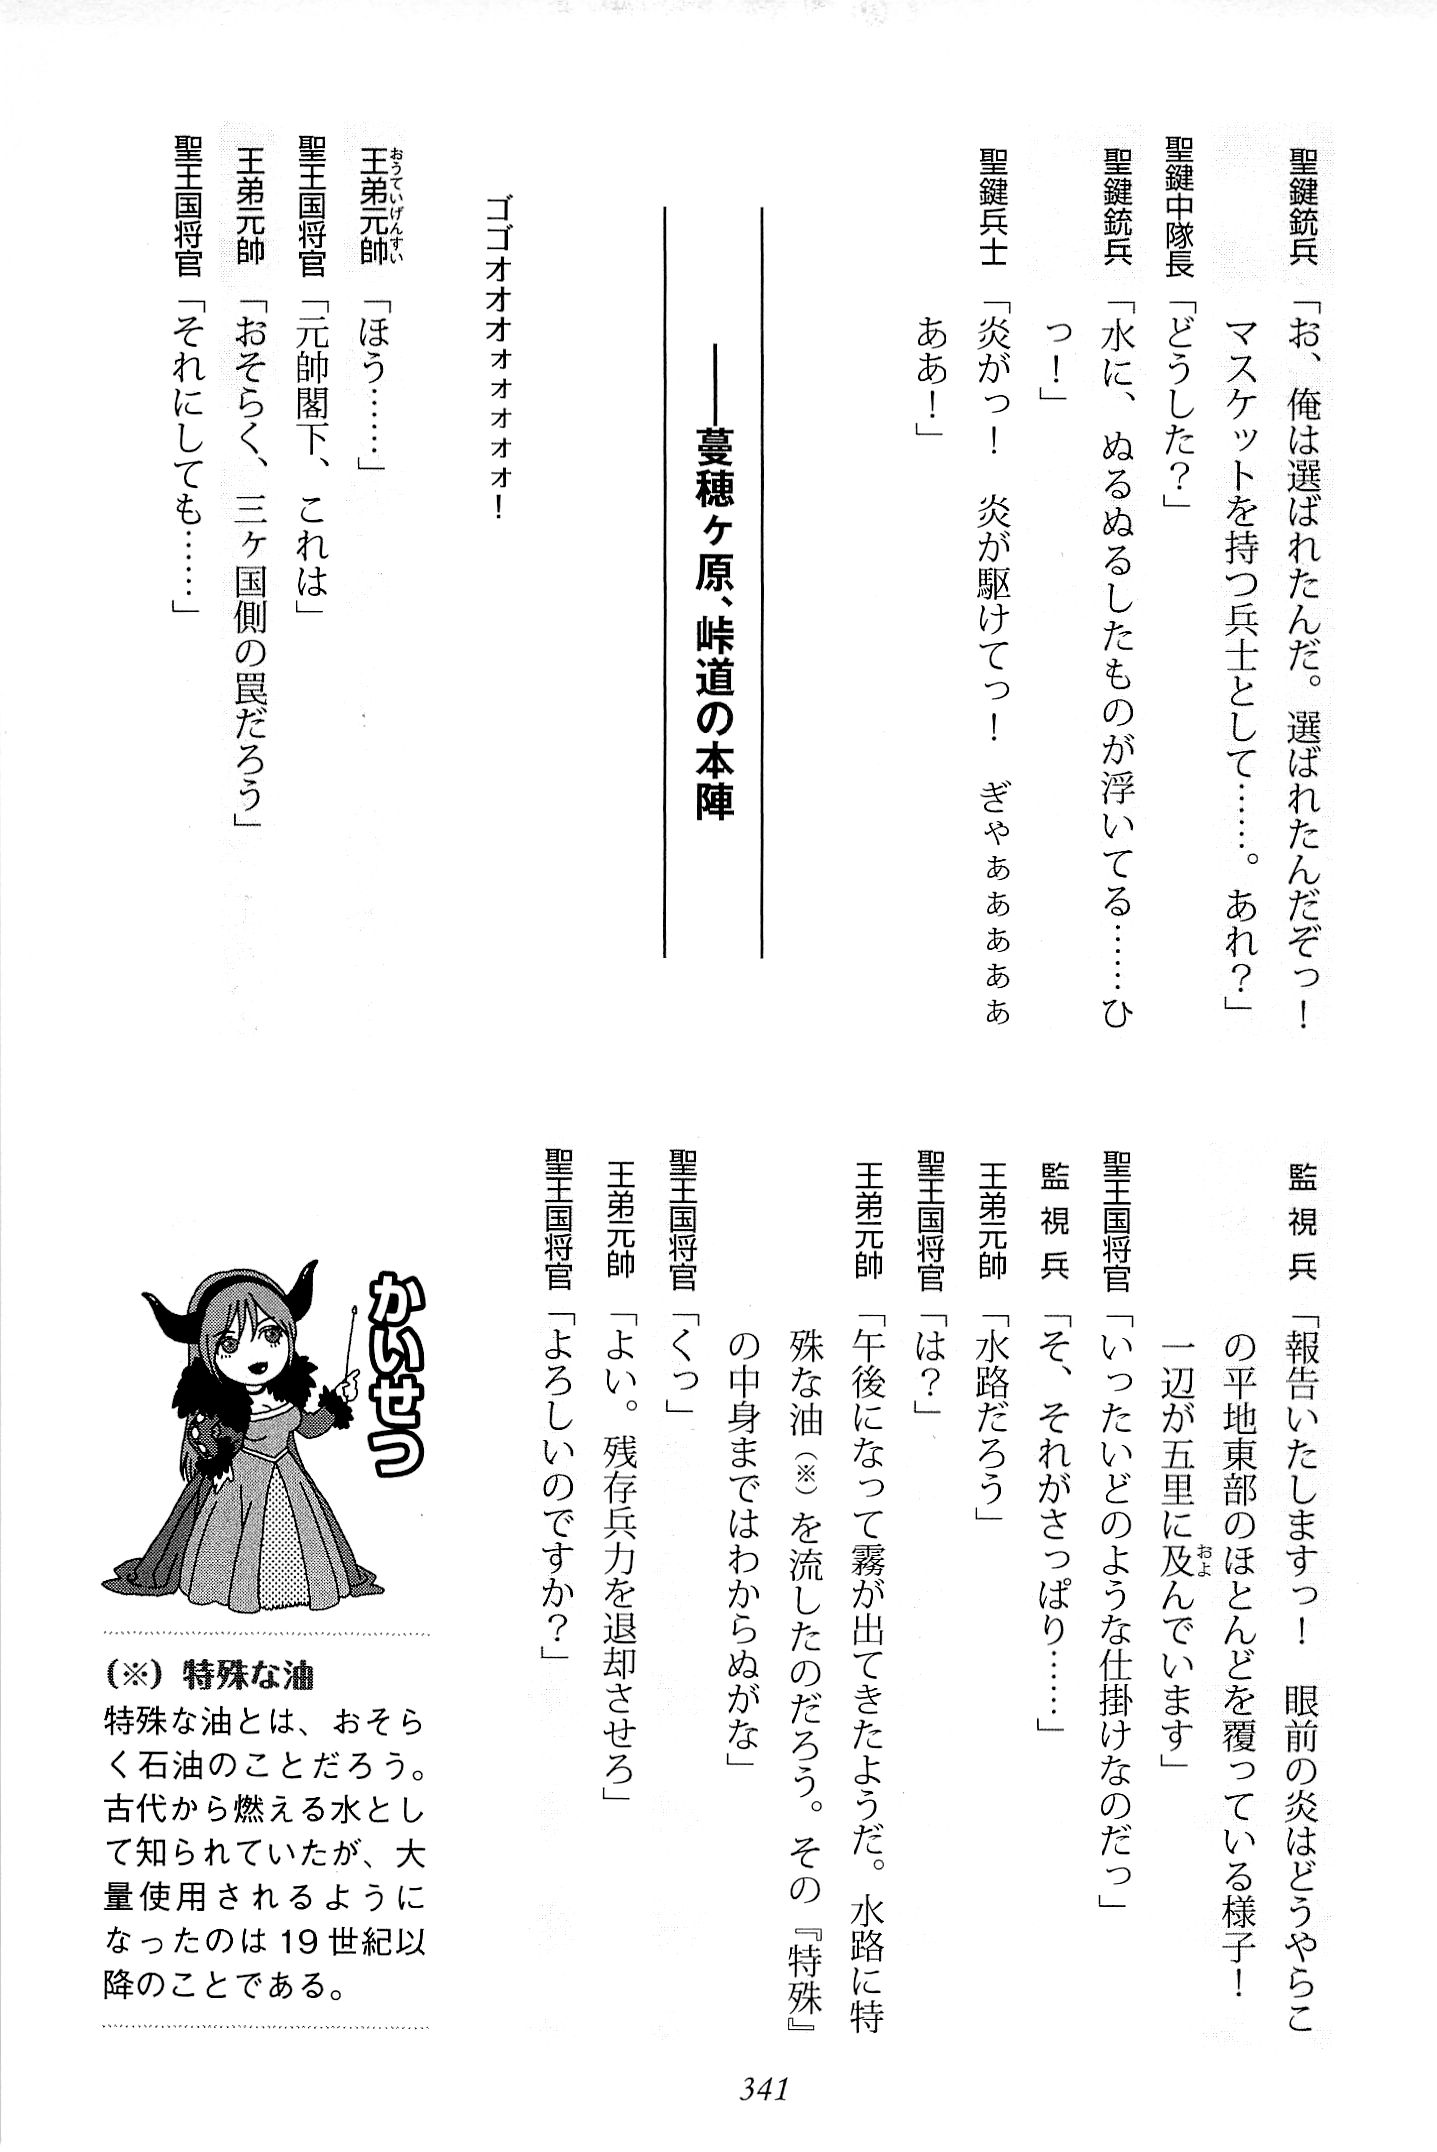 聖鍵銃兵「お、俺は選ばれたんだ。選ばれたんだぞっ！
マスケットを持つ兵士として……。あれ？」
聖鍵中隊長「どうした？」
聖鍵銃兵「水に、ぬるぬるしたものが浮いてる……ひ
っ！」
聖鍵兵士「炎がっ！　炎が駆けてっ！　ぎゃぁぁぁぁぁ
ああ！」
――蔓穂ヶ原、峠道の本陣
ゴゴオオオォォォォォ！
王弟元帥「ほう……」
おうていげんすい
聖王国将官「元帥閣下、これは」
王弟元帥「おそらく、三ヶ国側の罠だろう」
聖王国将官「それにしても……」
監視兵「報告いたしますっ！　眼前の炎はどうやらこ
の平地東部のほとんどを覆っている様子！
一辺が五里に及んでいます」
およ
聖王国将官「いったいどのような仕掛けなのだっ」
監視兵「そ、それがさっぱり……」
王弟元帥「水路だろう」
聖王国将官「は？」
王弟元帥「午後になって霧が出てきたようだ。水路に特
殊な油（※）を流したのだろう。その『特殊』
の中身まではわからぬがな」
聖王国将官「くっ」
王弟元帥「よい。残存兵力を退却させろ」
聖王国将官「よろしいのですか？」
かいせつ
（※）特殊な油
特殊な油とは、おそら
く石油のことだろう。
古代から燃える水とし
て知られていたが、大
量使用されるように
なったのは19世紀以
降のことである。
341